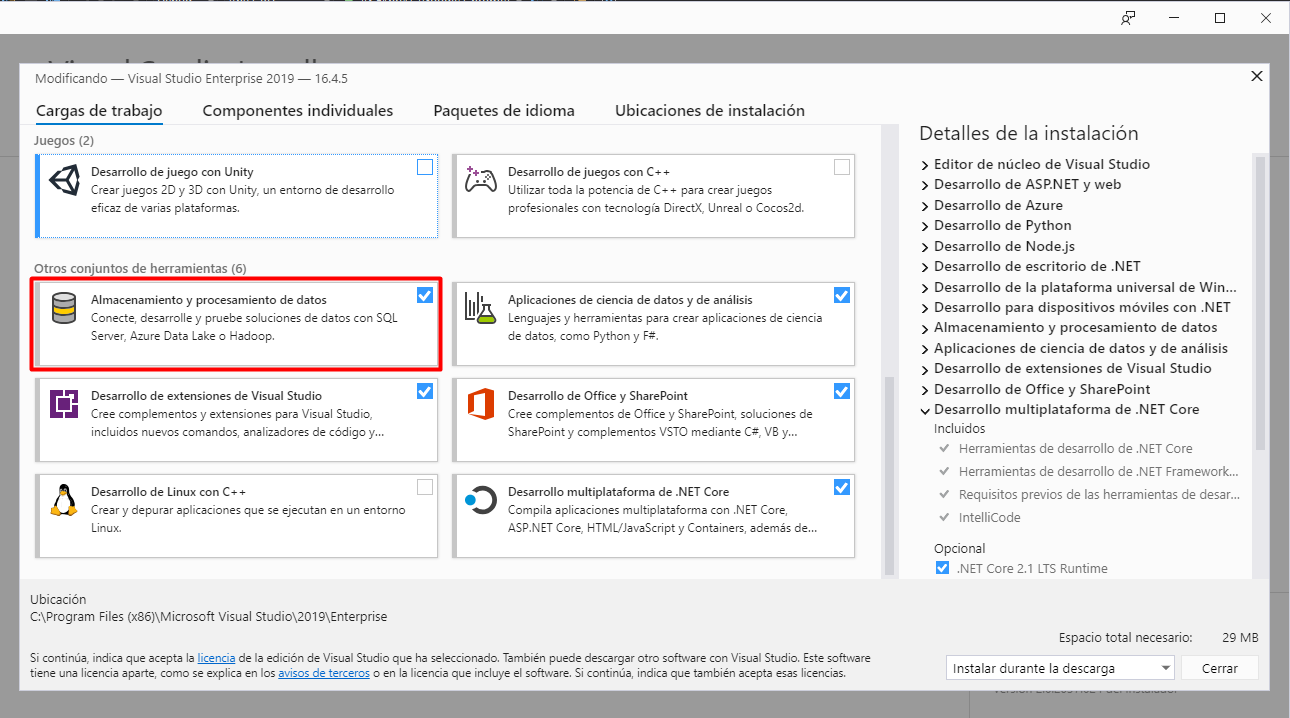 Modificando — Visual Studio Enterprise 2019 — 16.4.5
Cargas de trabajo
Componentes individuales
Paquetes de idioma
Ubicaciones de instalación
Juegos (2)
Desarrollo de juego con Unity
Crear juegos 2D y 3D con Unity, un entorno de desarrollo
eficaz de varias plataformas.
Desarrollo de juegos con C++
Utilizar toda la potencia de C++ para crear juegos
profesionales con tecnología DirectX, Unreal o Cocos2d.
Otros conjuntos de herramientas (6)
Almacenamiento y procesamiento de datos
Conecte, desarrolle y pruebe soluciones de datos con SQL
Server, Azure Data Lake o Hadoop.
Aplicaciones de ciencia de datos y de análisis
Lenguajes y herramientas para crear aplicaciones de ciencia
de datos, como Python y F#.
Desarrollo de extensiones de Visual Studio
Cree complementos y extensiones para Visual Studio,
incluidos nuevos comandos, analizadores de código y...
Desarrollo de Office y SharePoint
Cree complementos de Office y SharePoint, soluciones de
SharePoint y complementos VSTO mediante C#, VB y...
Desarrollo de Linux con C++
Crear y depurar aplicaciones que se ejecutan en un entorno
Linux.
Desarrollo multiplataforma de .NET Core
Compila aplicaciones multiplataforma con .NET Core,
ASP.NET Core, HTML/JavaScript y Containers, además de...
Detalles de la instalación
Editor de núcleo de Visual Studio
Desarrollo de ASP.NET y web
Desarrollo de Azure
Desarrollo de Python
Desarrollo de Node.js
Desarrollo de escritorio de .NET
Desarrollo de la plataforma universal de Win...
Desarrollo para dispositivos móviles con .NET
Almacenamiento y procesamiento de datos
Aplicaciones de ciencia de datos y de análisis
Desarrollo de extensiones de Visual Studio
Desarrollo de Office y SharePoint
Desarrollo multiplataforma de .NET Core
Incluidos
Herramientas de desarrollo de .NET Core
Herramientas de desarrollo de .NET Framework...
Requisitos previos de las herramientas de desar...
IntelliCode
Opcional
.NET Core 2.1 LTS Runtime
Ubicación
C:\Program Files (x86)\Microsoft Visual Studio\2019\Enterprise
Espacio total necesario: 29 MB
Si continúa, indica que acepta la licencia de la edición de Visual Studio que ha seleccionado. También puede descargar otro software con Visual Studio. Este software
tiene una licencia aparte, como se explica en los avisos de terceros o en la licencia que incluye el software. Si continúa, indica que también acepta esas licencias.
Instalar durante la descarga
Cerrar